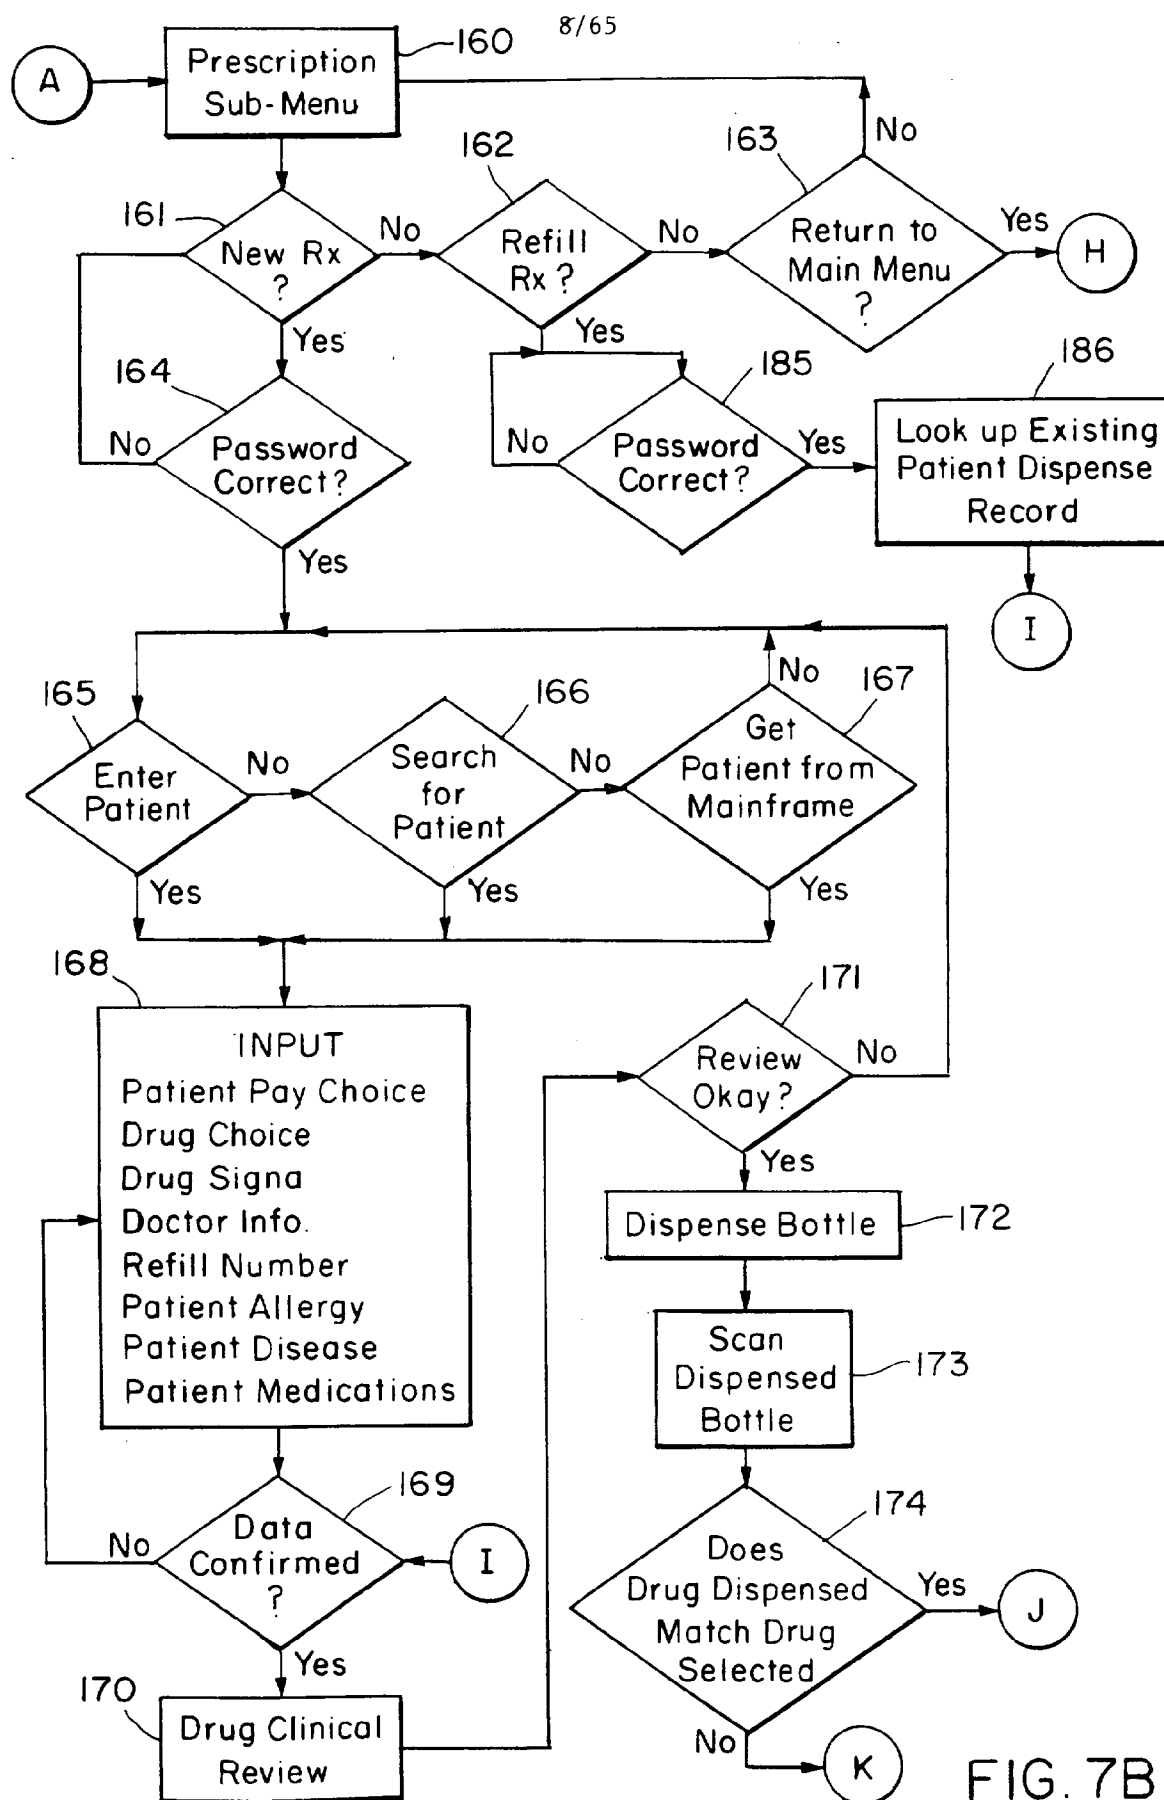 8/65
A
Prescription
Sub-Menu
160
No
161
New Rx
?
No
162
Refill
Rx?
No
163
Return to
Main Menu
?
Yes
H
Yes
Yes
164
No
Password
Correct?
Yes
185
No
Password
Correct?
Yes
186
Look up Existing
Patient Dispense
Record
I
165
Enter
Patient
No
Yes
166
Search
for
Patient
No
Yes
167
No
Get
Patient from
Mainframe
Yes
168
INPUT
Patient Pay Choice
Drug Choice
Drug Signa
Doctor Info.
Refill Number
Patient Allergy
Patient Disease
Patient Medications
169
No
Data
Confirmed
?
I
Yes
170
Drug Clinical
Review
171
Review
Okay?
No
Yes
Dispense Bottle
172
Scan
Dispensed
Bottle
173
174
Does
Drug Dispensed
Match Drug
Selected
Yes
J
No
K
FIG. 7B